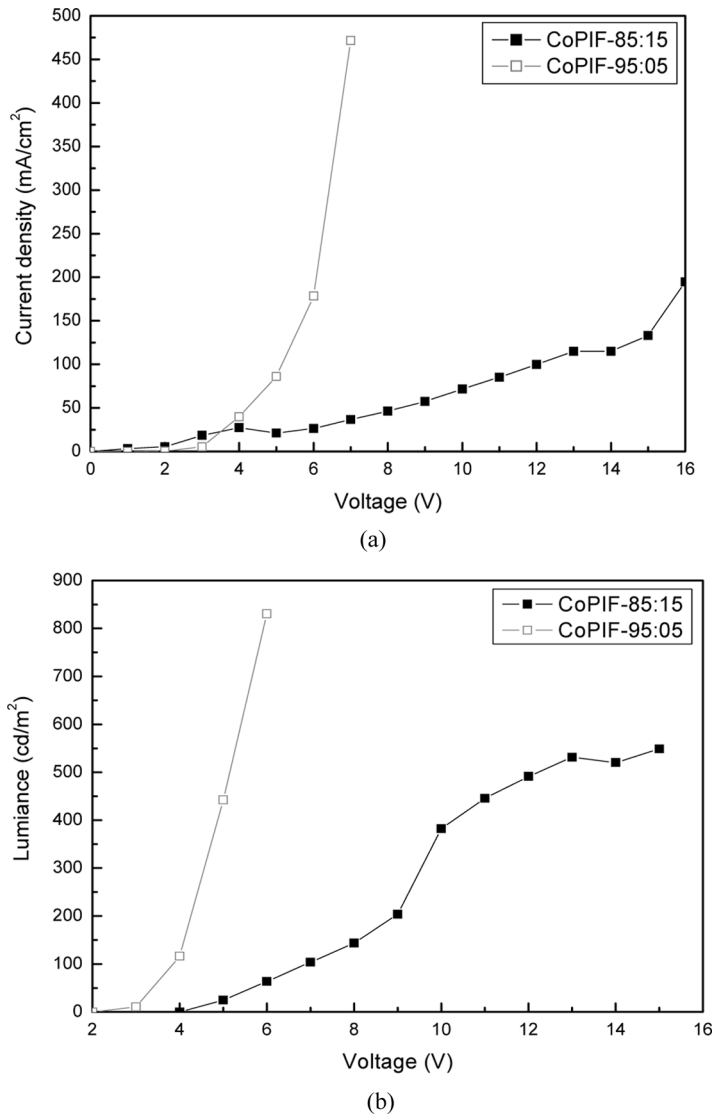 500
450
400
350
300
250
200
150
100
50
0
Current density (mA/cm²)
CoPIF-85:15
CoPIF-95:05
0 2 4 6 8 10 12 14 16
Voltage (V)
(a)
900
800
700
600
500
400
300
200
100
0
Lumiance (cd/m²)
CoPIF-85:15
CoPIF-95:05
2 4 6 8 10 12 14 16
Voltage (V)
(b)